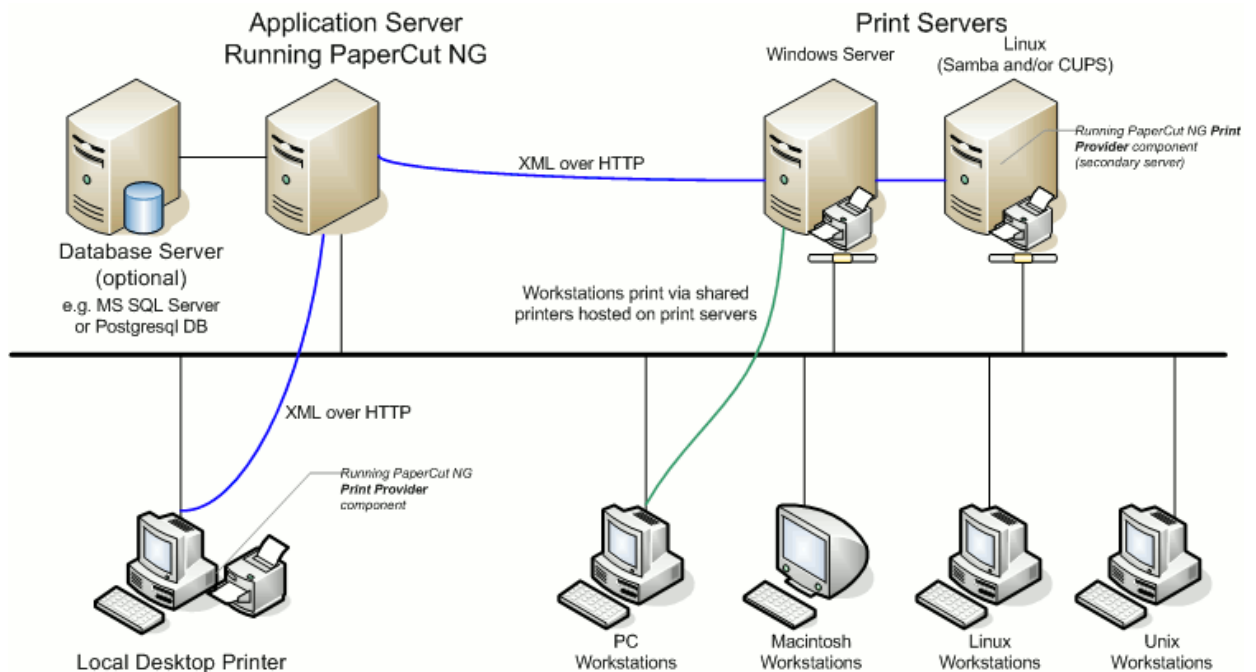 Application Server
Running PaperCut NG
Print Servers
Windows Server
Linux
(Samba and/or CUPS)
Running PaperCut NG Print
Provider component
(secondary server)
XML over HTTP
Database Server
(optional)
e.g. MS SQL Server
or Postgresql DB
Workstations print via shared
printers hosted on print servers
XML over HTTP
Running PaperCut NG
Print Provider
component
Local Desktop Printer
PC
Workstations
Macintosh
Workstations
Linux
Workstations
Unix
Workstations